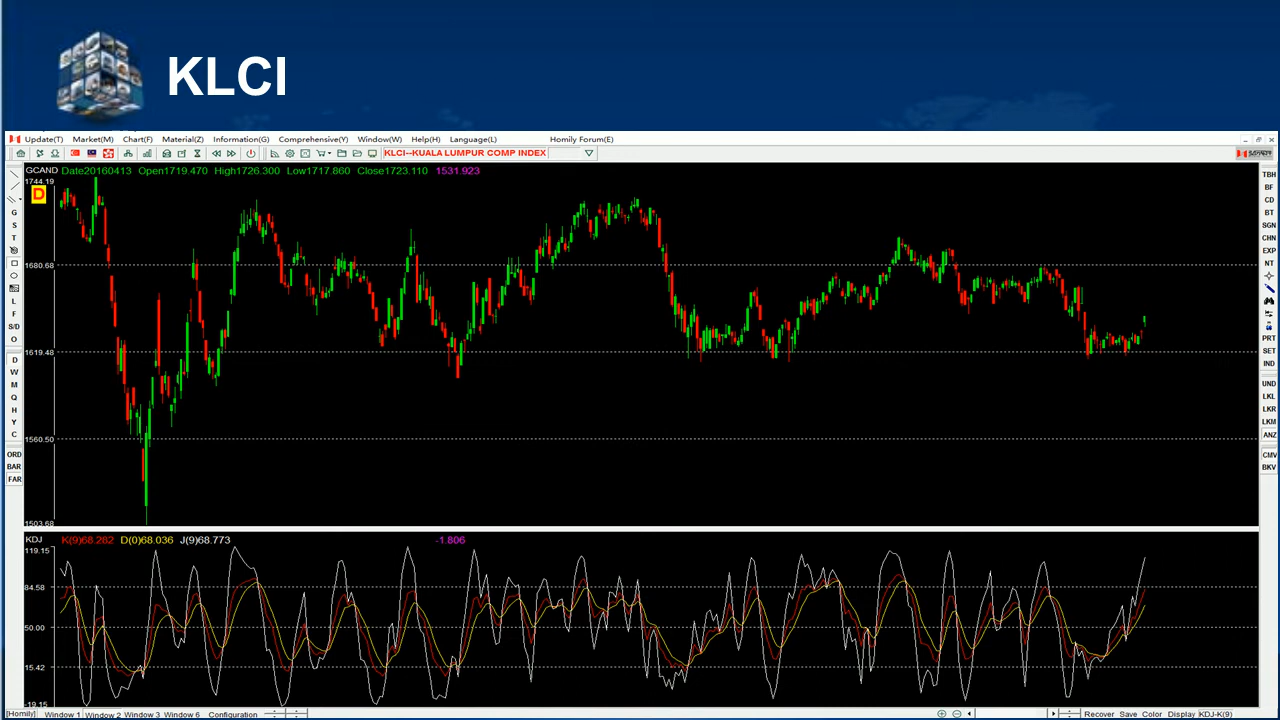 KLCI
Update(T) Market(M) Chart(F) Material(Z) Information(G) Comprehensive(Y) Window(W) Help(H) Language(L) Homily Forum(E)
KLCI--KUALA LUMPUR COMP INDEX
GCAND Date20160413 Open1719.470 High1726.300 Low1717.860 Close1723.110 1531.923
1744.19
D
1680.68
1619.48
1560.50
1503.68
G
S
T
L
F
S/D
D
W
M
Q
H
Y
C
ORD
BAR
FAR
TBH
BF
CD
BT
SGN
CHN
EXP
NT
PRT
SET
IND
UND
LKL
LKR
LKM
ANZ
CMV
BKV
KDJ K(9)68.282 D(0)68.036 J(9)68.773 -1.806
119.15
84.58
50.00
15.42
-19.15
[Homily] Window 1 Window 2 Window 3 Window 6 Configuration Recover Save Color Display KDJ-K(9)